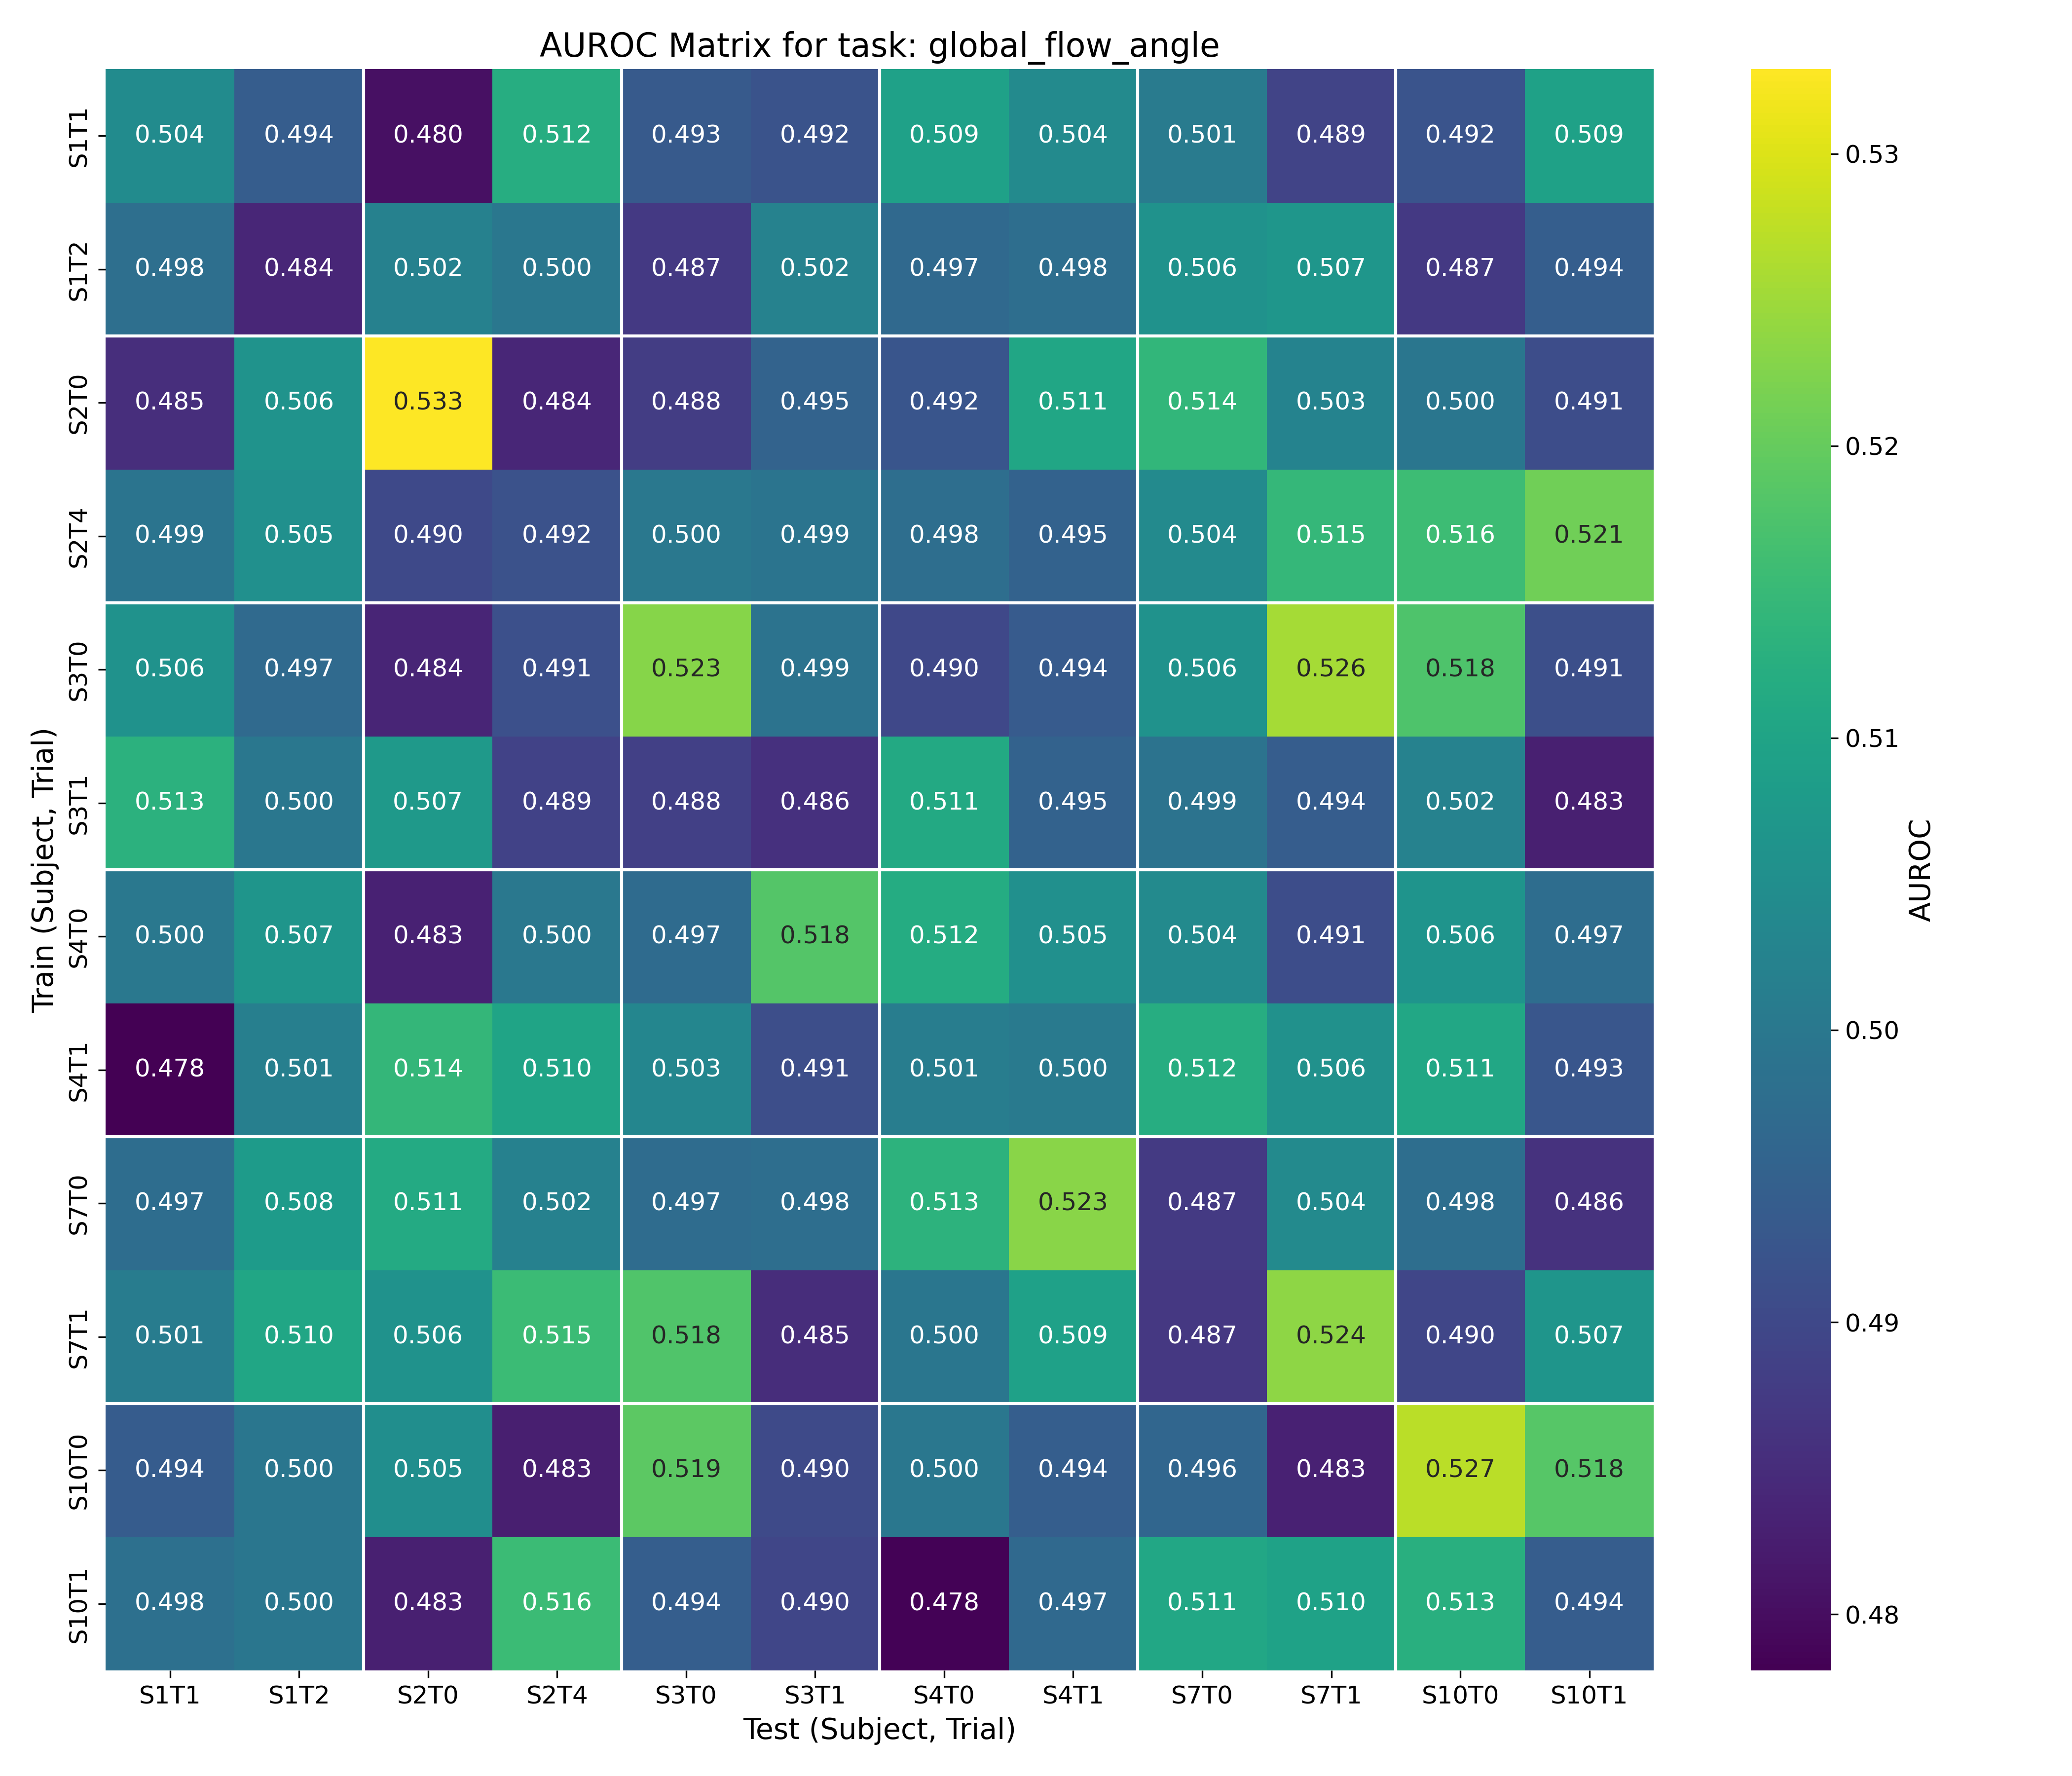 AUROC Matrix for task: global_flow_angle
S1T1 0.504 0.494 0.480 0.512 0.493 0.492 0.509 0.504 0.501 0.489 0.492 0.509
S1T2 0.498 0.484 0.502 0.500 0.487 0.502 0.497 0.498 0.506 0.507 0.487 0.494
S2T0 0.485 0.506 0.533 0.484 0.488 0.495 0.492 0.511 0.514 0.503 0.500 0.491
S2T4 0.499 0.505 0.490 0.492 0.500 0.499 0.498 0.495 0.504 0.515 0.516 0.521
S3T0 0.506 0.497 0.484 0.491 0.523 0.499 0.490 0.494 0.506 0.526 0.518 0.491
S3T1 0.513 0.500 0.507 0.489 0.488 0.486 0.511 0.495 0.499 0.494 0.502 0.483
S4T0 0.500 0.507 0.483 0.500 0.497 0.518 0.512 0.505 0.504 0.491 0.506 0.497
S4T1 0.478 0.501 0.514 0.510 0.503 0.491 0.501 0.500 0.512 0.506 0.511 0.493
S7T0 0.497 0.508 0.511 0.502 0.497 0.498 0.513 0.523 0.487 0.504 0.498 0.486
S7T1 0.501 0.510 0.506 0.515 0.518 0.485 0.500 0.509 0.487 0.524 0.490 0.507
S10T0 0.494 0.500 0.505 0.483 0.519 0.490 0.500 0.494 0.496 0.483 0.527 0.518
S10T1 0.498 0.500 0.483 0.516 0.494 0.490 0.478 0.497 0.511 0.510 0.513 0.494
S1T1 S1T2 S2T0 S2T4 S3T0 S3T1 S4T0 S4T1 S7T0 S7T1 S10T0 S10T1
Test (Subject, Trial)
Train (Subject, Trial)
0.53
0.52
0.51
0.50
0.49
0.48
AUROC